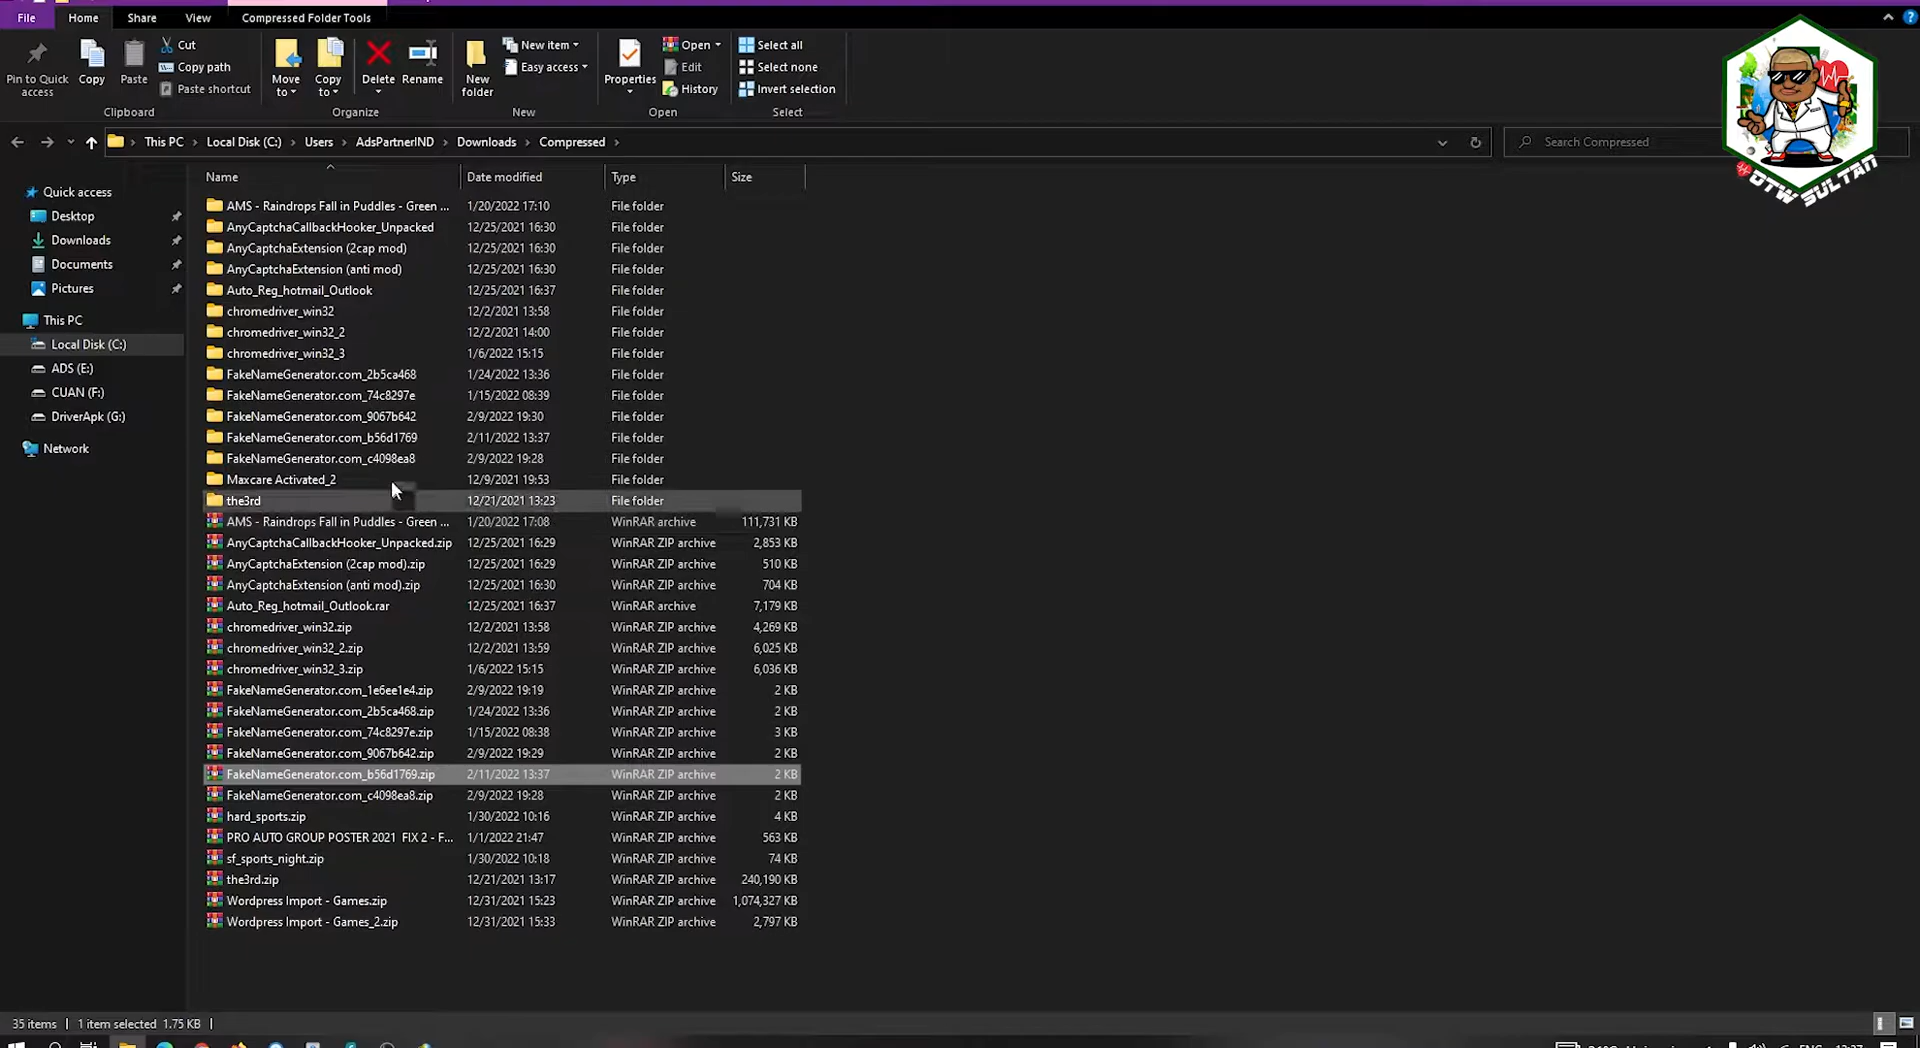 File Home Share View Compressed Folder Tools
Pin to Quick access
Copy
Paste
Cut
Copy path
Paste shortcut
Clipboard
Move to
Copy to
Delete
Rename
Organize
New folder
New item
Easy access
New
Properties
Open
Edit
History
Open
Select all
Select none
Invert selection
Select
OTW SULTAN
This PC › Local Disk (C:) › Users › AdsPartnerIND › Downloads › Compressed ›
Search Compressed
Quick access
Desktop
Downloads
Documents
Pictures
This PC
Local Disk (C:)
ADS (E:)
CUAN (F:)
DriverApk (G:)
Network
Name Date modified Type Size
AMS - Raindrops Fall in Puddles - Green ... 1/20/2022 17:10 File folder
AnyCaptchaCallbackHooker_Unpacked 12/25/2021 16:30 File folder
AnyCaptchaExtension (2cap mod) 12/25/2021 16:30 File folder
AnyCaptchaExtension (anti mod) 12/25/2021 16:30 File folder
Auto_Reg_hotmail_Outlook 12/25/2021 16:37 File folder
chromedriver_win32 12/2/2021 13:58 File folder
chromedriver_win32_2 12/2/2021 14:00 File folder
chromedriver_win32_3 1/6/2022 15:15 File folder
FakeNameGenerator.com_2b5ca468 1/24/2022 13:36 File folder
FakeNameGenerator.com_74c8297e 1/15/2022 08:39 File folder
FakeNameGenerator.com_9067b642 2/9/2022 19:30 File folder
FakeNameGenerator.com_b56d1769 2/11/2022 13:37 File folder
FakeNameGenerator.com_c4098ea8 2/9/2022 19:28 File folder
Maxcare Activated_2 12/9/2021 19:53 File folder
the3rd 12/21/2021 13:23 File folder
AMS - Raindrops Fall in Puddles - Green ... 1/20/2022 17:08 WinRAR archive 111,731 KB
AnyCaptchaCallbackHooker_Unpacked.zip 12/25/2021 16:29 WinRAR ZIP archive 2,853 KB
AnyCaptchaExtension (2cap mod).zip 12/25/2021 16:29 WinRAR ZIP archive 510 KB
AnyCaptchaExtension (anti mod).zip 12/25/2021 16:30 WinRAR ZIP archive 704 KB
Auto_Reg_hotmail_Outlook.rar 12/25/2021 16:37 WinRAR archive 7,179 KB
chromedriver_win32.zip 12/2/2021 13:58 WinRAR ZIP archive 4,269 KB
chromedriver_win32_2.zip 12/2/2021 13:59 WinRAR ZIP archive 6,025 KB
chromedriver_win32_3.zip 1/6/2022 15:15 WinRAR ZIP archive 6,036 KB
FakeNameGenerator.com_1e6ee1e4.zip 2/9/2022 19:19 WinRAR ZIP archive 2 KB
FakeNameGenerator.com_2b5ca468.zip 1/24/2022 13:36 WinRAR ZIP archive 2 KB
FakeNameGenerator.com_74c8297e.zip 1/15/2022 08:38 WinRAR ZIP archive 3 KB
FakeNameGenerator.com_9067b642.zip 2/9/2022 19:29 WinRAR ZIP archive 2 KB
FakeNameGenerator.com_b56d1769.zip 2/11/2022 13:37 WinRAR ZIP archive 2 KB
FakeNameGenerator.com_c4098ea8.zip 2/9/2022 19:28 WinRAR ZIP archive 2 KB
hard_sports.zip 1/30/2022 10:16 WinRAR ZIP archive 4 KB
PRO AUTO GROUP POSTER 2021 FIX 2 - F... 1/1/2022 21:47 WinRAR ZIP archive 563 KB
sf_sports_night.zip 1/30/2022 10:18 WinRAR ZIP archive 74 KB
the3rd.zip 12/21/2021 13:17 WinRAR ZIP archive 240,190 KB
Wordpress Import - Games.zip 12/31/2021 15:23 WinRAR ZIP archive 1,074,327 KB
Wordpress Import - Games_2.zip 12/31/2021 15:33 WinRAR ZIP archive 2,797 KB
35 items 1 item selected 1.75 KB